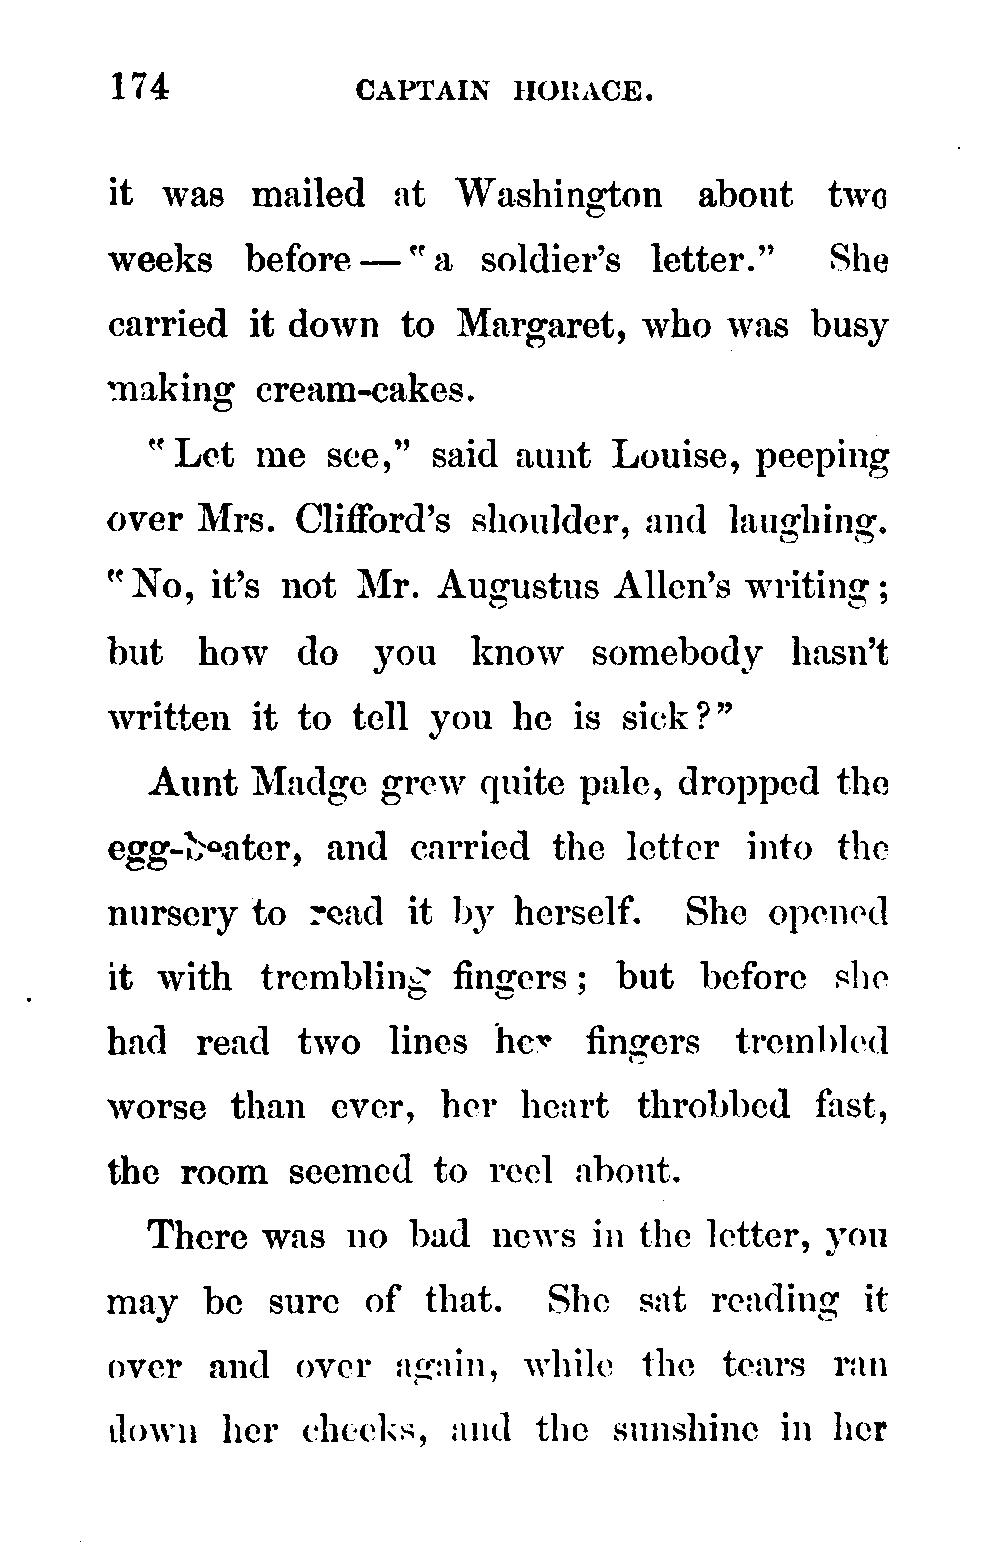 174 CAPTAIN HORACE.
it was mailed at Washington about two
weeks before — "a soldier's letter." She
carried it down to Margaret, who was busy
making cream-cakes.
"Let me see," said aunt Louise, peeping
over Mrs. Clifford's shoulder, and laughing.
"No, it's not Mr. Augustus Allen's writing;
but how do you know somebody hasn't
written it to tell you he is sick?"
Aunt Madge grew quite pale, dropped the
egg-beater, and carried the letter into the
nursery to read it by herself. She opened
it with trembling fingers; but before she
had read two lines her fingers trembled
worse than ever, her heart throbbed fast,
the room seemed to reel about.
There was no bad news in the letter, you
may be sure of that. She sat reading it
over and over again, while the tears ran
down her cheeks, and the sunshine in her